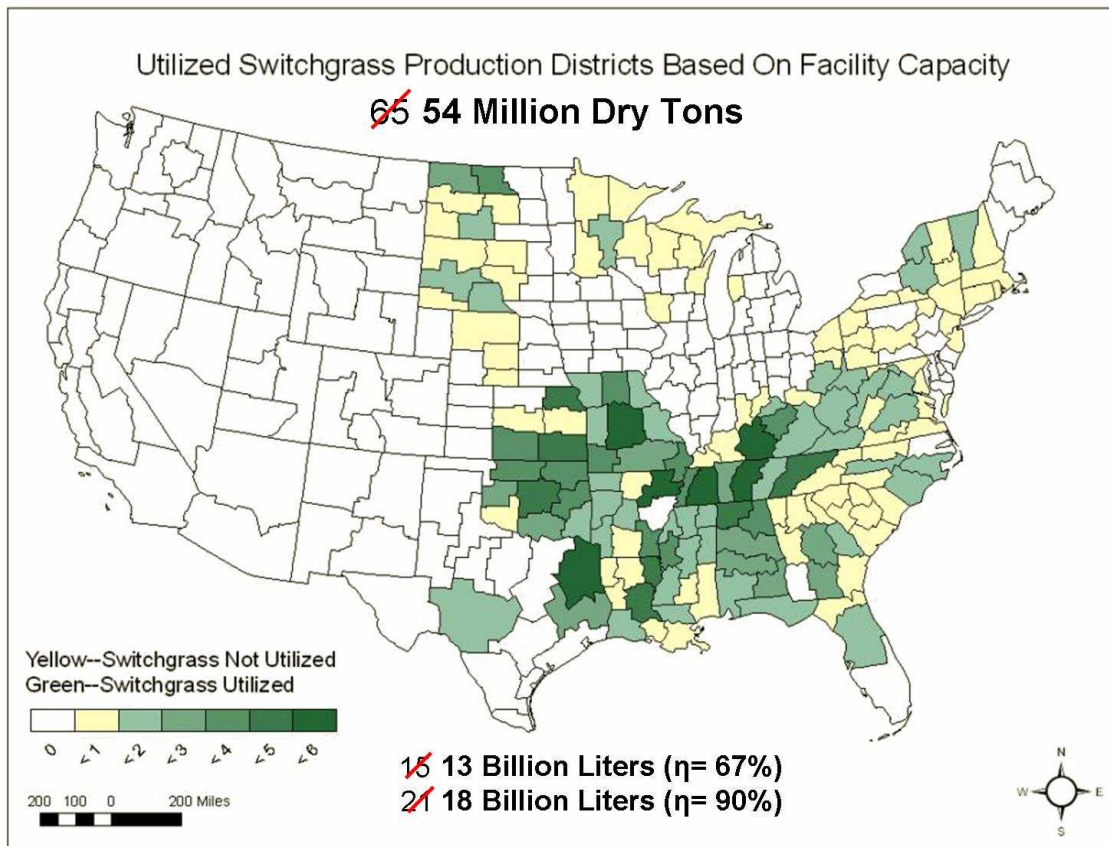 Utilized Switchgrass Production Districts Based On Facility Capacity
65 54 Million Dry Tons
Yellow--Switchgrass Not Utilized
Green--Switchgrass Utilized
0 <1 <2 <3 <4 <5 <6
15 13 Billion Liters (η= 67%)
21 18 Billion Liters (η= 90%)
200 100 0 200 Miles
N
W E
S